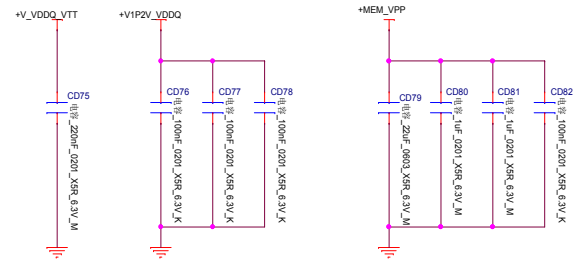 +V_VDDQ_VTT
+V1P2V_VDDQ
+MEM_VPP
CD75
电容_220nF_0201_X5R_6.3V_M
CD76
电容_100nF_0201_X5R_6.3V_K
CD77
电容_100nF_0201_X5R_6.3V_K
CD78
电容_100nF_0201_X5R_6.3V_K
CD79
电容_22uF_0603_X5R_6.3V_M
CD80
电容_1uF_0201_X5R_6.3V_M
CD81
电容_1uF_0201_X5R_6.3V_M
CD82
电容_100nF_0201_X5R_6.3V_K